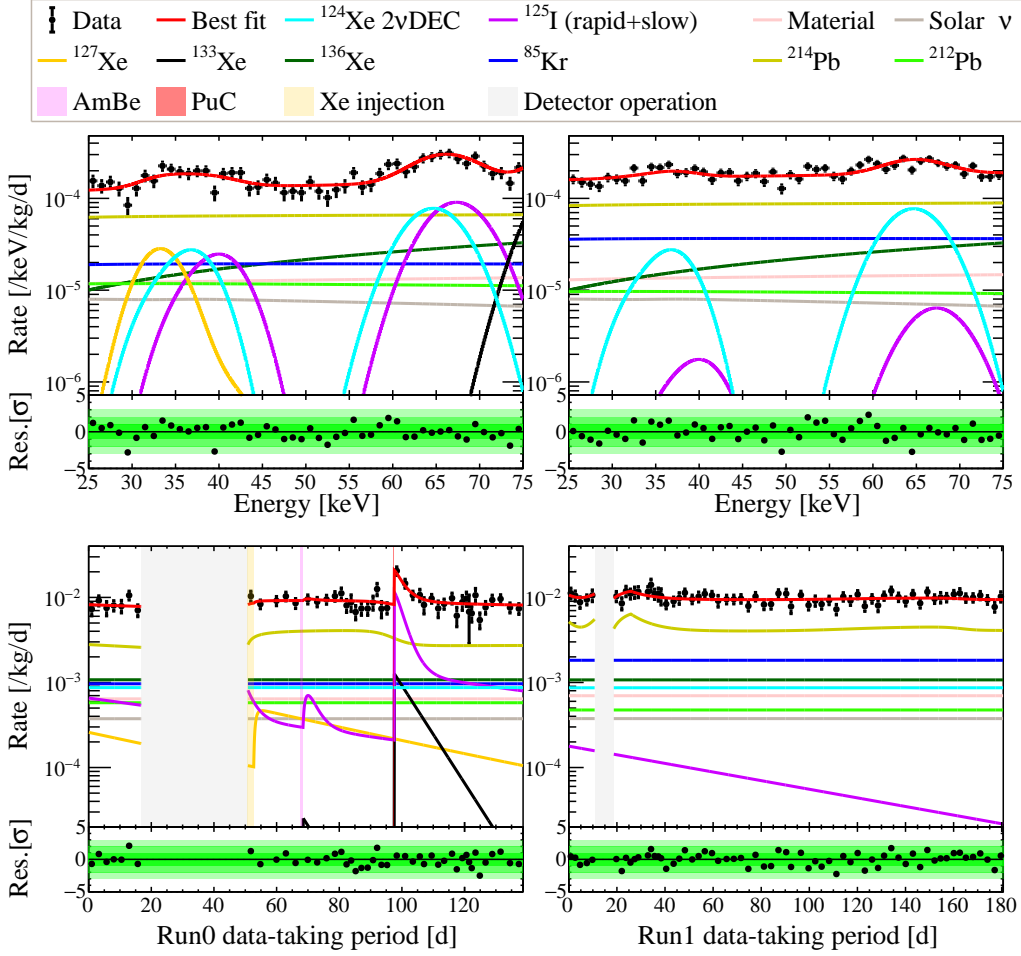 Data Best fit ¹²⁴Xe 2νDEC ¹²⁵I (rapid+slow) Material Solar ν
¹²⁷Xe ¹³³Xe ¹³⁶Xe ⁸⁵Kr ²¹⁴Pb ²¹²Pb
AmBe PuC Xe injection Detector operation
Rate [/keV/kg/d]
10⁻⁴
10⁻⁵
10⁻⁶
10⁻⁴
10⁻⁵
10⁻⁶
Res.[σ]
5
0
−5
5
0
−5
25 30 35 40 45 50 55 60 65 70 75
25 30 35 40 45 50 55 60 65 70 75
Energy [keV]
Energy [keV]
Rate [/kg/d]
10⁻²
10⁻³
10⁻⁴
10⁻²
10⁻³
10⁻⁴
Res.[σ]
5
0
−5
5
0
−5
0 20 40 60 80 100 120
0 20 40 60 80 100 120 140 160 180
Run0 data-taking period [d]
Run1 data-taking period [d]